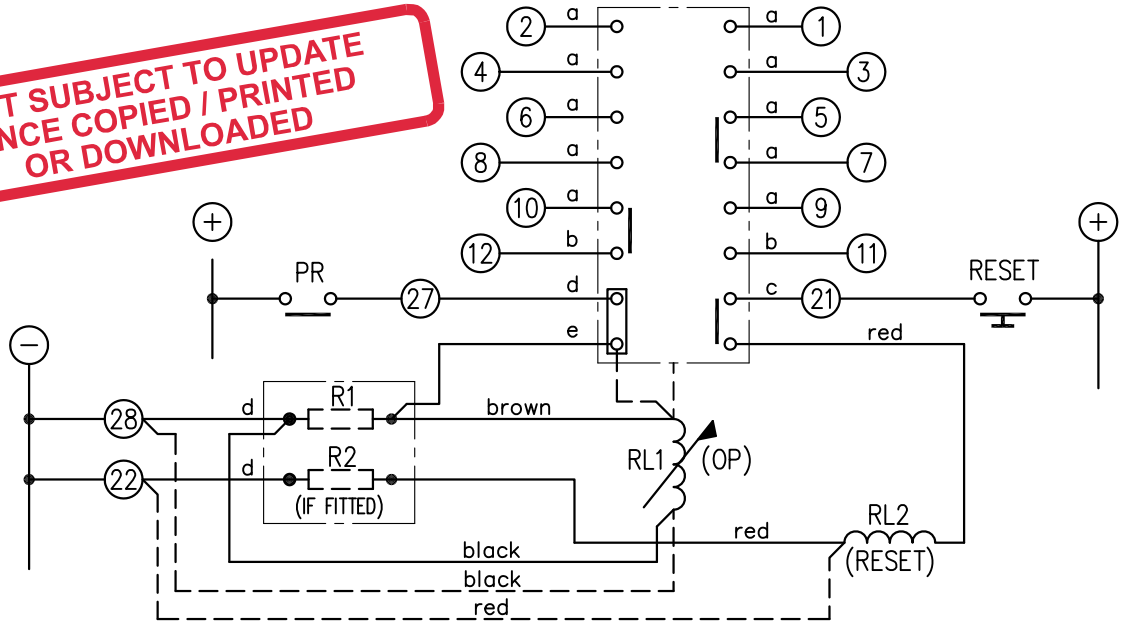 T SUBJECT TO UPDATE
NCE COPIED / PRINTED
OR DOWNLOADED
2 a a 1
4 a a 3
6 a a 5
8 a a 7
10 a a 9
12 b b 11
+ PR 27 d c 21 RESET +
e red
−
28 d R1 brown
22 d R2 RL1 (OP)
(IF FITTED)
red RL2
(RESET)
black
black
red